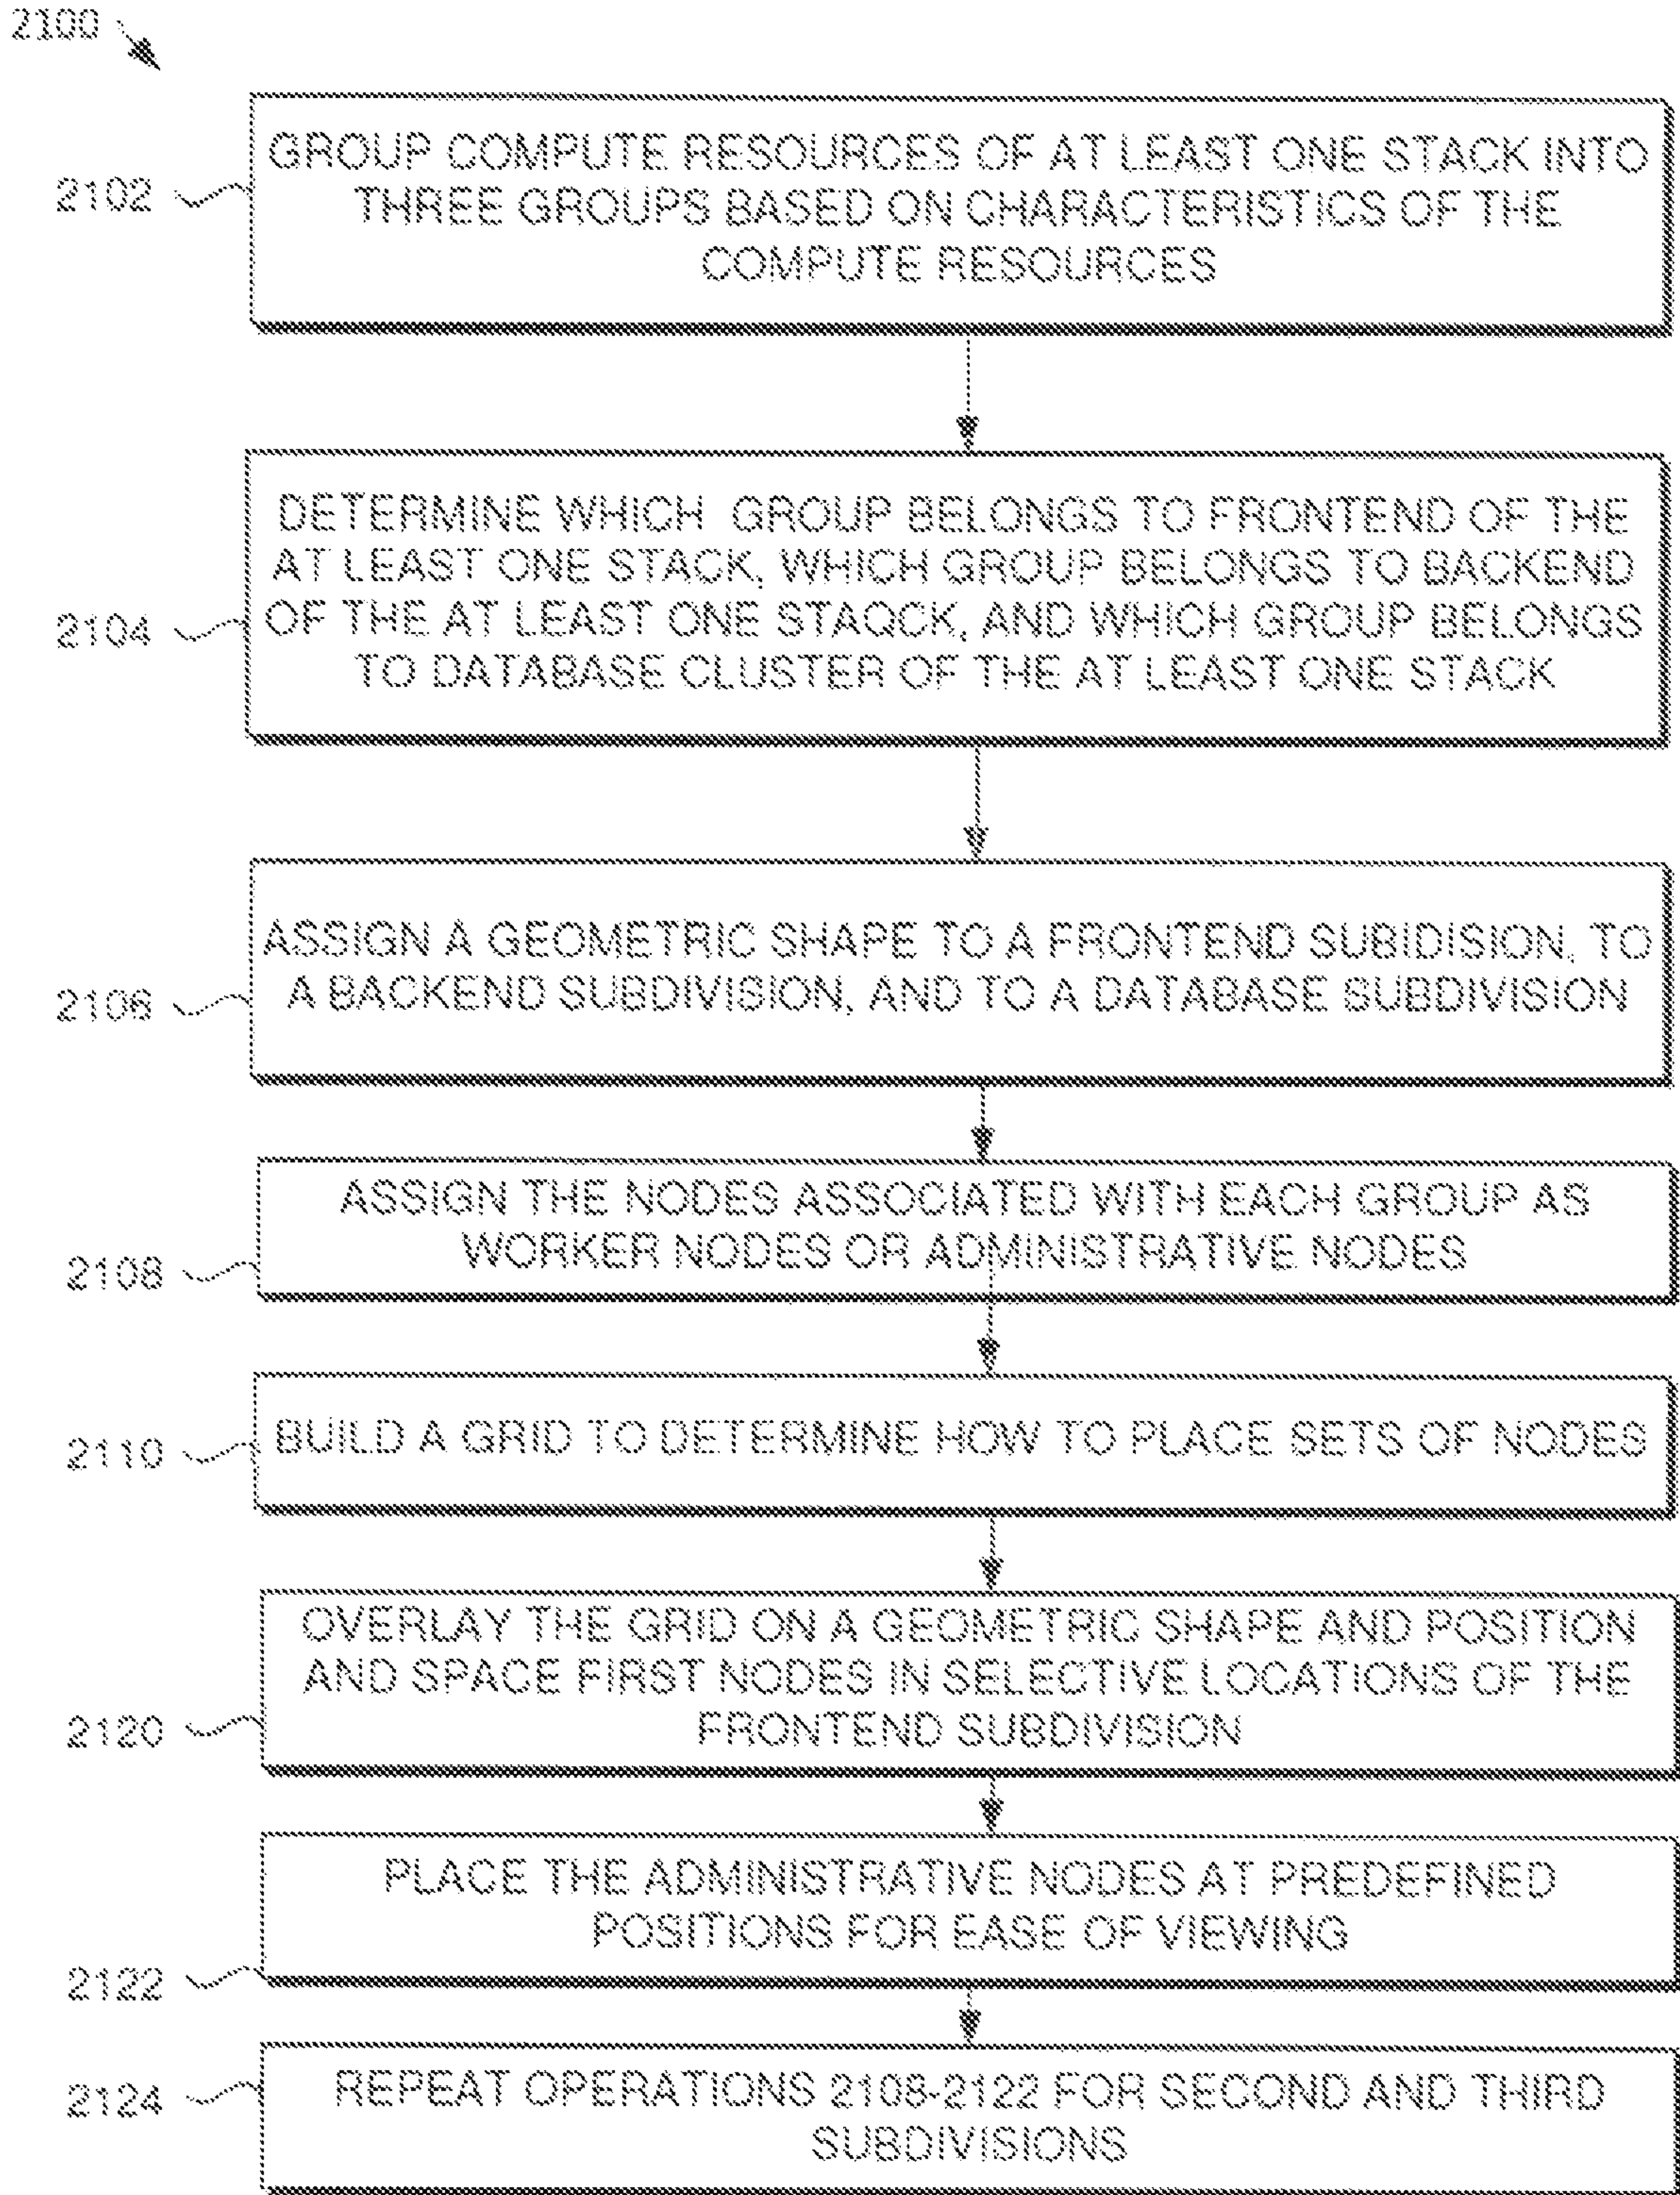 2100
GROUP COMPUTE RESOURCES OF AT LEAST ONE STACK INTO
THREE GROUPS BASED ON CHARACTERISTICS OF THE
COMPUTE RESOURCES
2102
DETERMINE WHICH GROUP BELONGS TO FRONTEND OF THE
AT LEAST ONE STACK, WHICH GROUP BELONGS TO BACKEND
OF THE AT LEAST ONE STAQCK, AND WHICH GROUP BELONGS
TO DATABASE CLUSTER OF THE AT LEAST ONE STACK
2104
ASSIGN A GEOMETRIC SHAPE TO A FRONTEND SUBIDISION, TO
A BACKEND SUBDIVISION, AND TO A DATABASE SUBDIVISION
2106
ASSIGN THE NODES ASSOCIATED WITH EACH GROUP AS
WORKER NODES OR ADMINISTRATIVE NODES
2108
BUILD A GRID TO DETERMINE HOW TO PLACE SETS OF NODES
2110
OVERLAY THE GRID ON A GEOMETRIC SHAPE AND POSITION
AND SPACE FIRST NODES IN SELECTIVE LOCATIONS OF THE
FRONTEND SUBDIVISION
2120
PLACE THE ADMINISTRATIVE NODES AT PREDEFINED
POSITIONS FOR EASE OF VIEWING
2122
REPEAT OPERATIONS 2108-2122 FOR SECOND AND THIRD
SUBDIVISIONS
2124